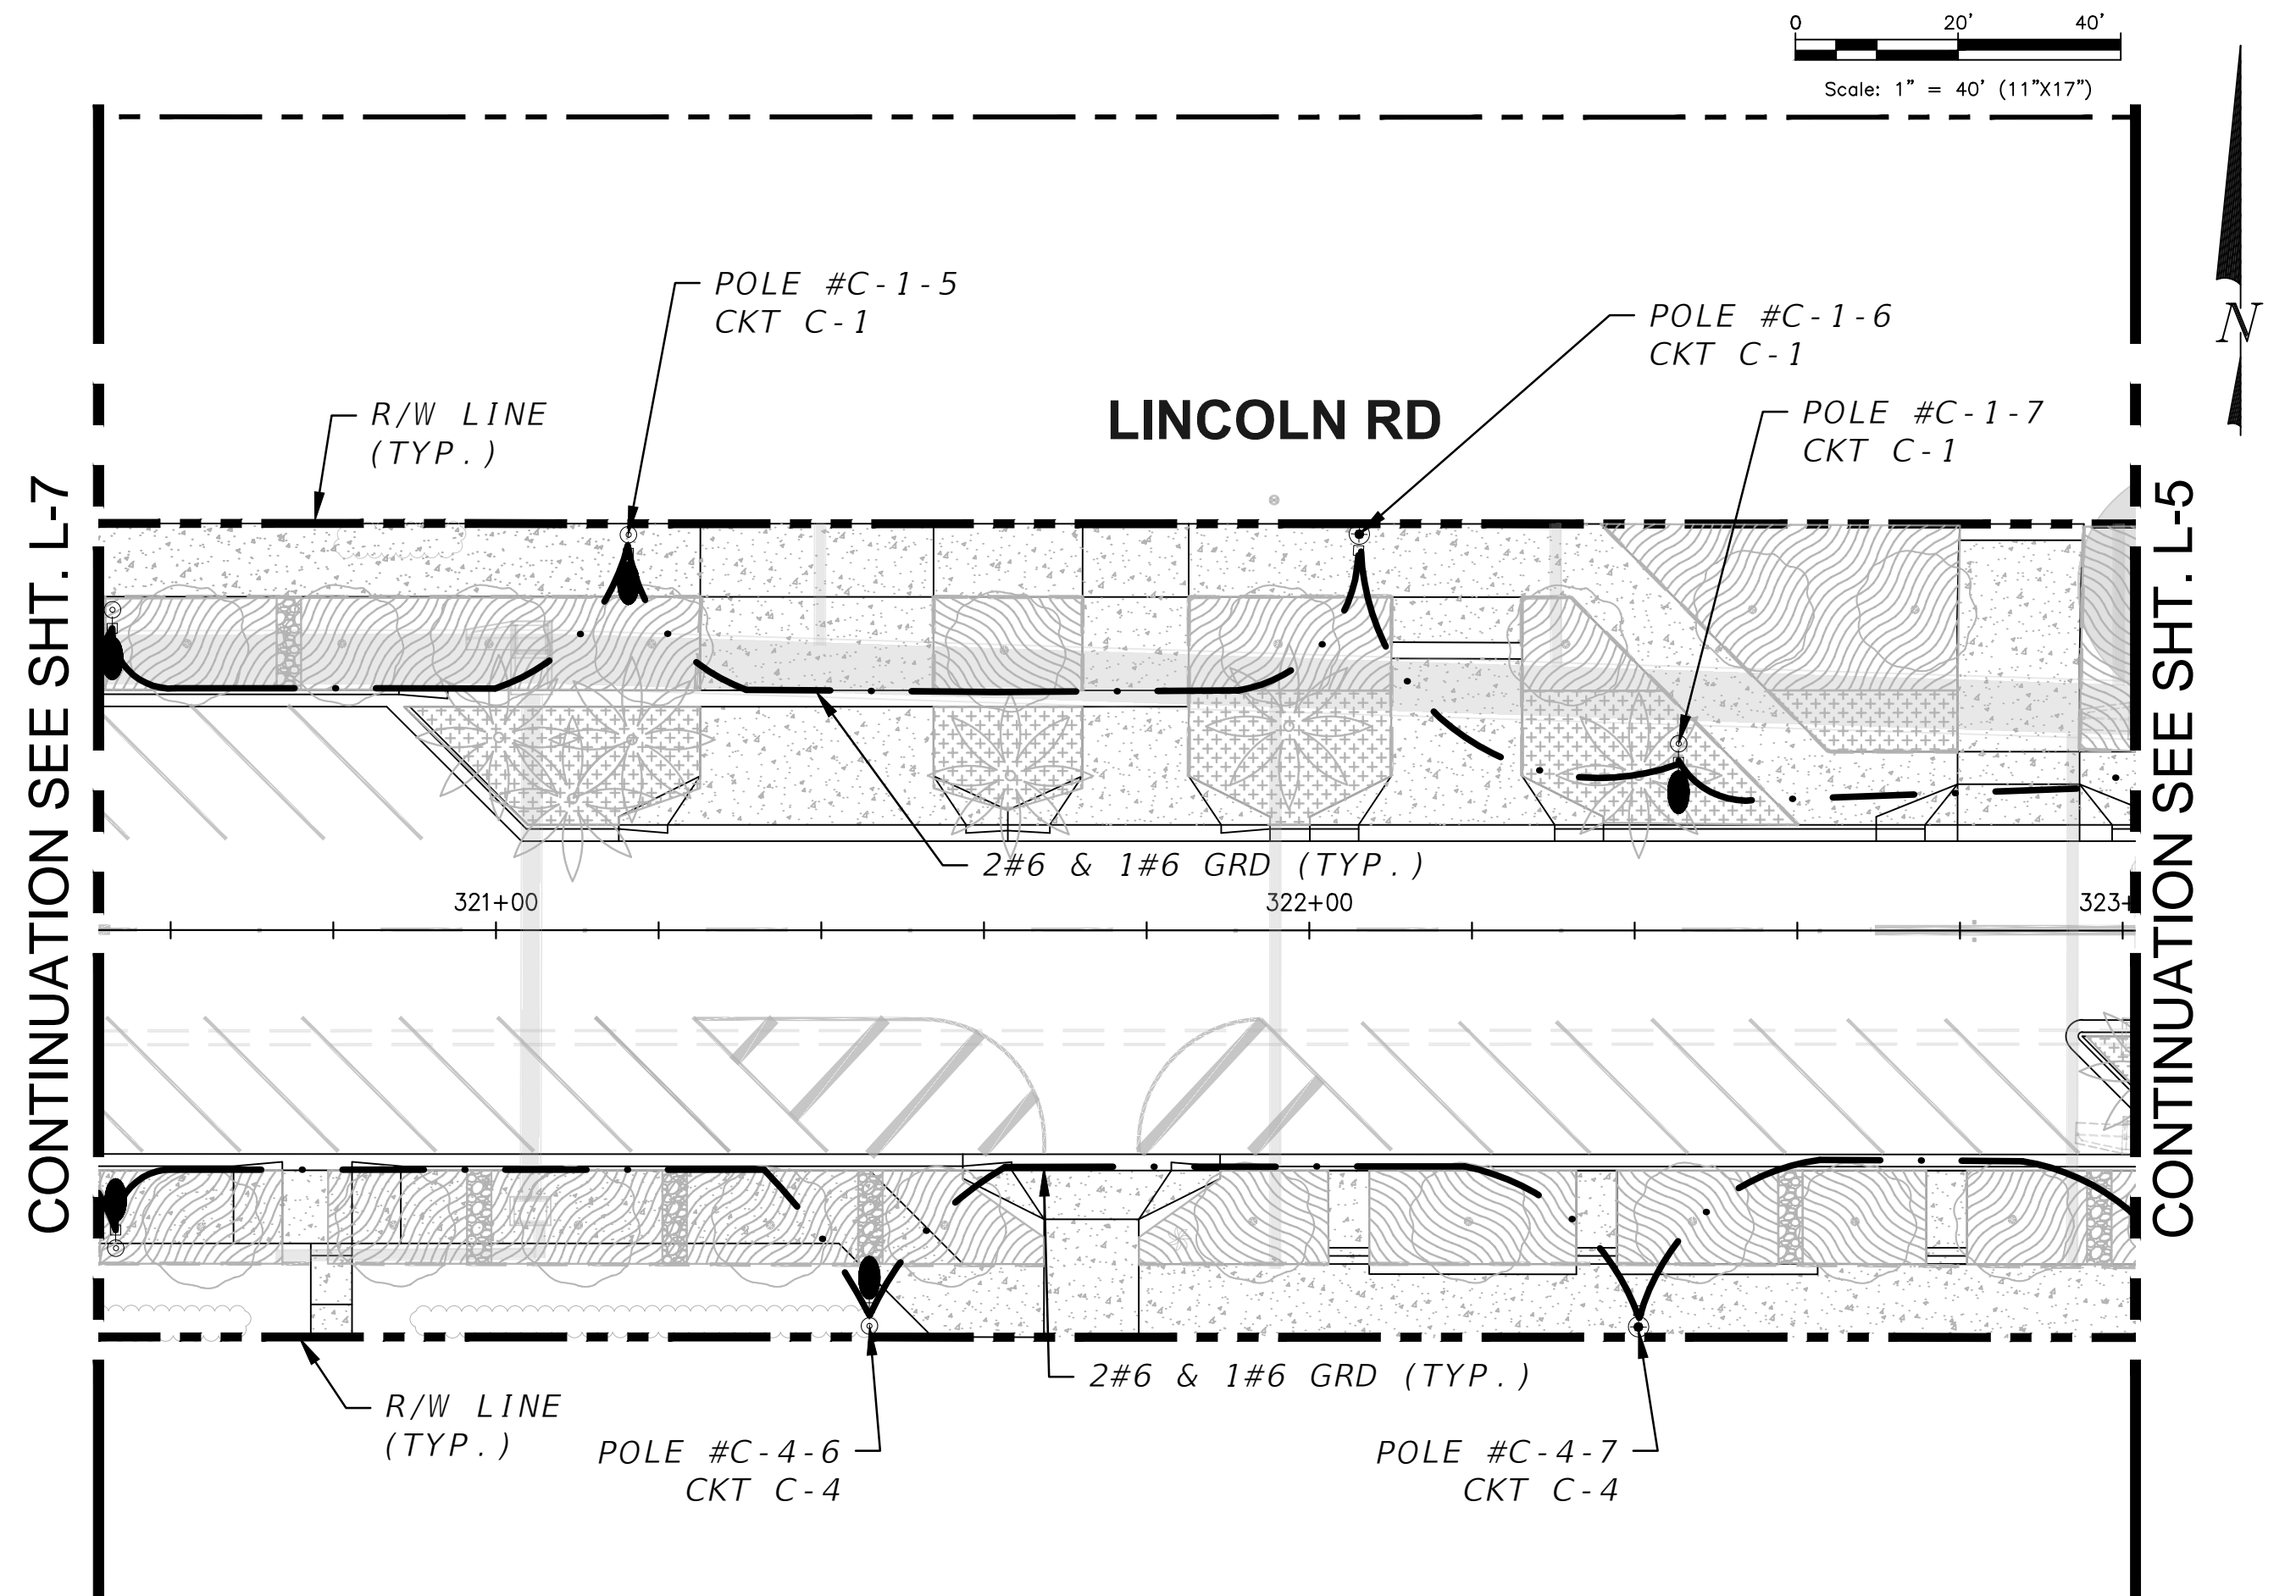 0 20' 40'
Scale: 1" = 40' (11"X17")
N
POLE #C-1-5
CKT C-1
POLE #C-1-6
CKT C-1
R/W LINE
(TYP.)
LINCOLN RD
POLE #C-1-7
CKT C-1
CONTINUATION SEE SHT. L-7
CONTINUATION SEE SHT. L-5
2#6 & 1#6 GRD (TYP.)
321+00 322+00 323+
2#6 & 1#6 GRD (TYP.)
R/W LINE
(TYP.)
POLE #C-4-6
CKT C-4
POLE #C-4-7
CKT C-4